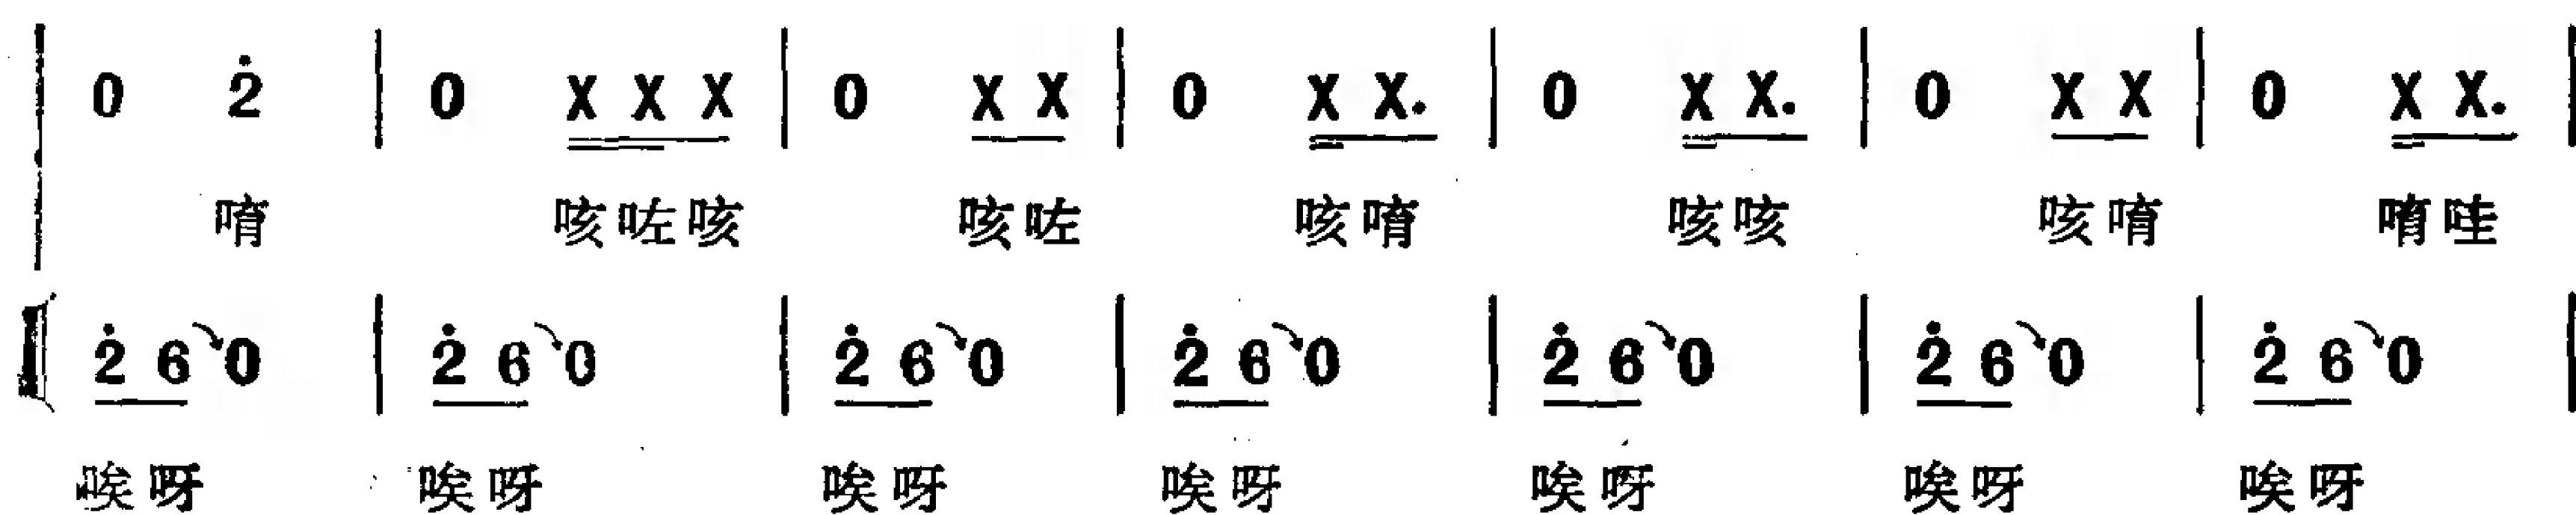 0 2̇ | 0 X X X | 0 X X | 0 X X. | 0 X X. | 0 X X | 0 X X. |
唷 咳咗咳 咳咗 咳唷 咳咳 咳唷 唷哇
2̇ 6 0 | 2̇ 6 0 | 2̇ 6 0 | 2̇ 6 0 | 2̇ 6 0 | 2̇ 6 0 | 2̇ 6 0 |
唉呀 唉呀 唉呀 唉呀 唉呀 唉呀 唉呀